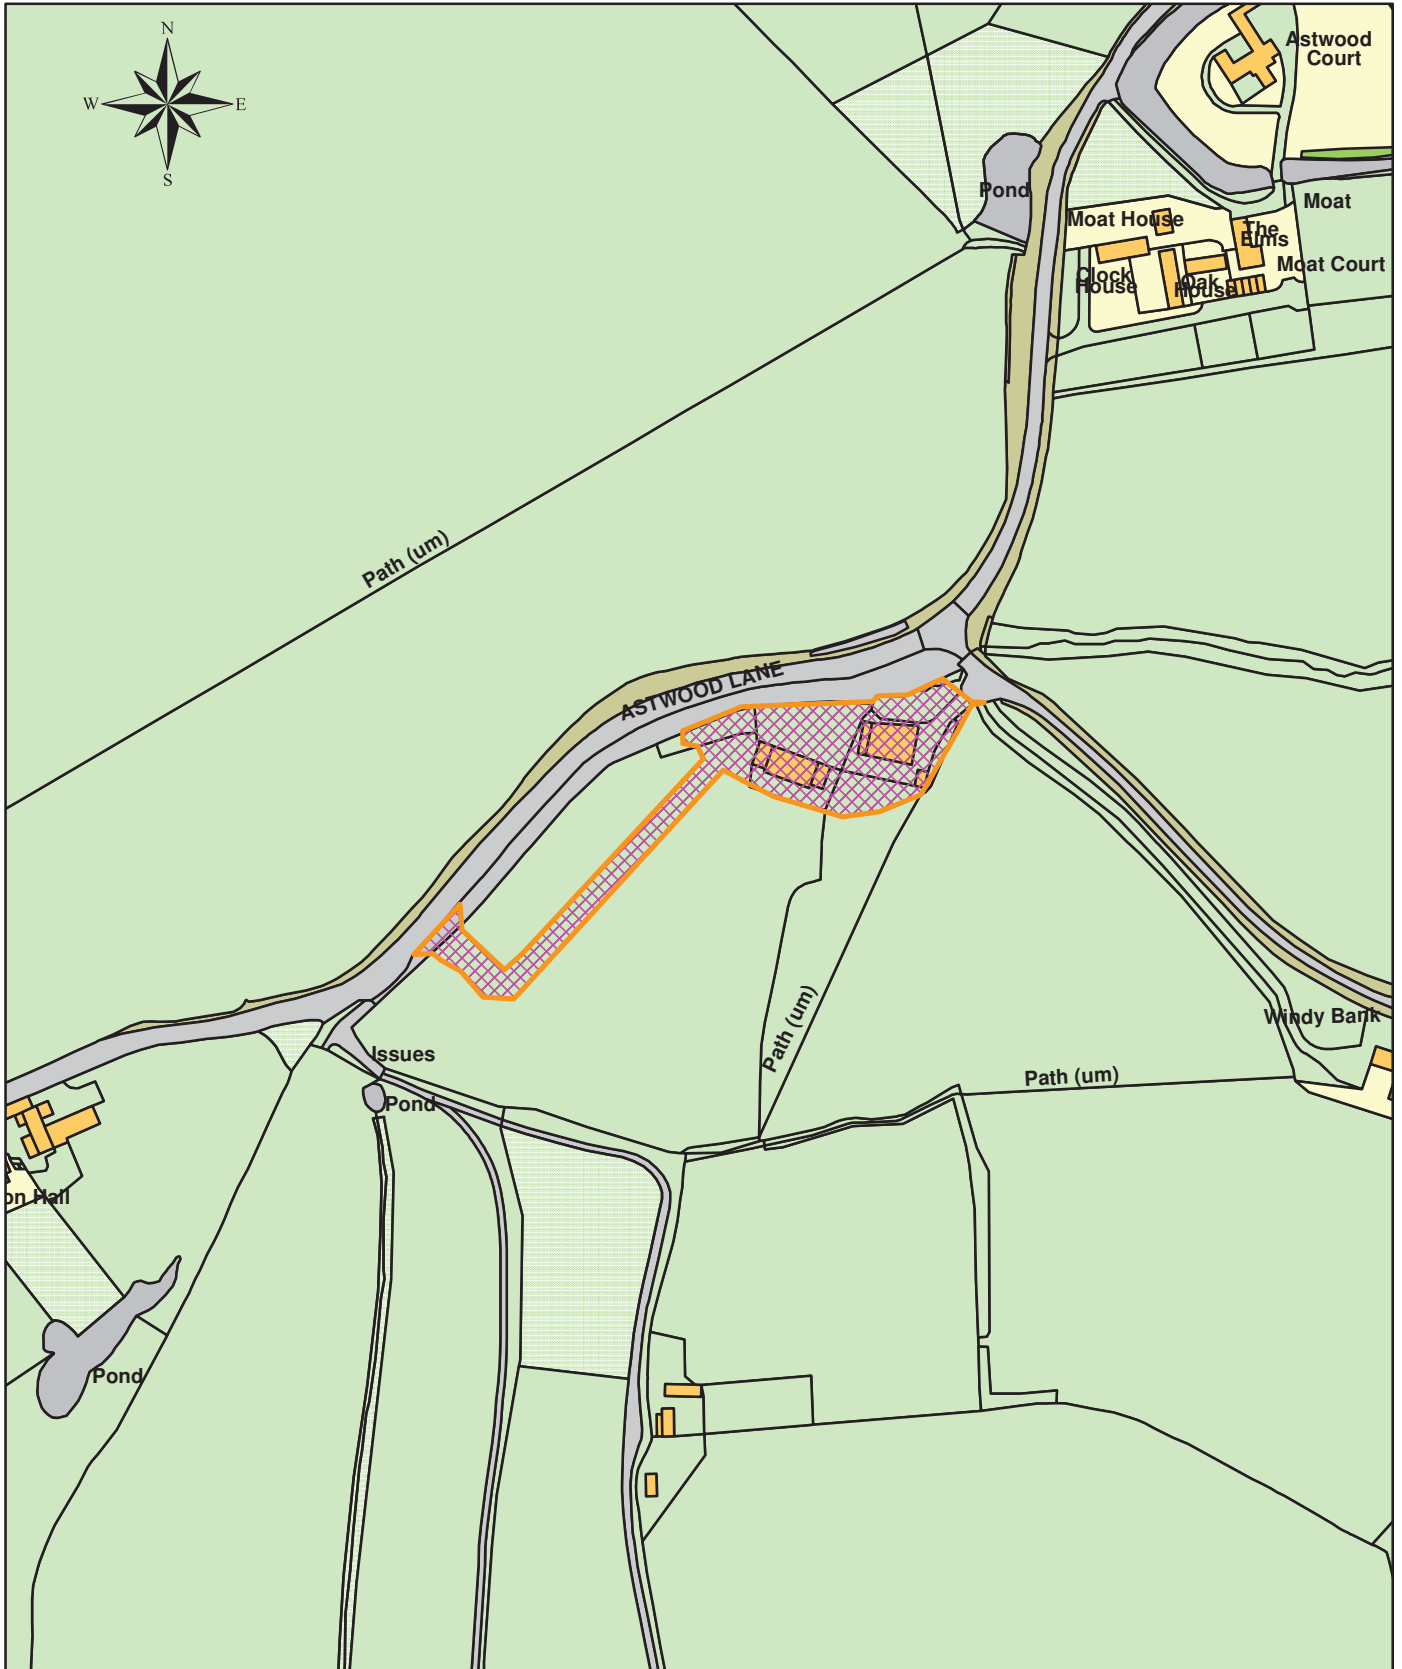 N
W
E
S
Astwood
Court
Pond
Moat
Moat House
The
Elms
Moat Court
Clock
House
Oak
House
Path (um)
ASTWOOD LANE
Path (um)
Windy Bank
Issues
Path (um)
Pond
on Hall
Pond